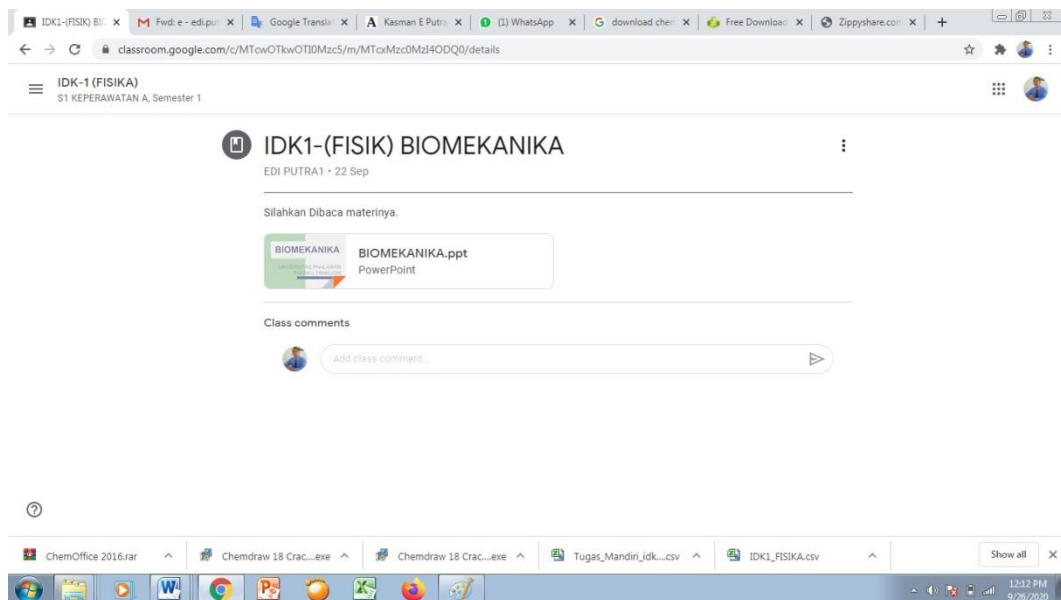 IDK1-(FISIK) BI
Fwd: e - edi.put
Google Transla
Kasman E Putra
(1) WhatsApp
download chem
Free Download
Zippyshare.com
classroom.google.com/c/MTcwOTkwOTI0Mzc5/m/MTcxMzc0MzI4ODQ0/details
IDK-1 (FISIKA)
S1 KEPERAWATAN A, Semester 1
IDK1-(FISIK) BIOMEKANIKA
EDI PUTRA1 • 22 Sep
Silahkan Dibaca materinya.
BIOMEKANIKA
BIOMEKANIKA.ppt
PowerPoint
Class comments
Add class comment...
ChemOffice 2016.rar
Chemdraw 18 Crac....exe
Chemdraw 18 Crac....exe
Tugas_Mandiri_idk....csv
IDK1_FISIKA.csv
Show all
12:12 PM
9/26/2020